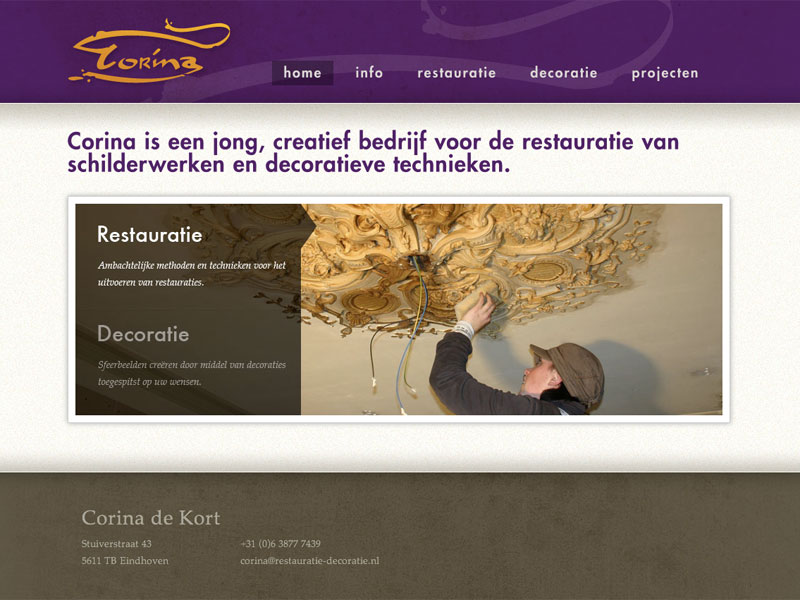 Corina
home info restauratie decoratie projecten
Corina is een jong, creatief bedrijf voor de restauratie van
schilderwerken en decoratieve technieken.
Restauratie
Ambachtelijke methoden en technieken voor het
uitvoeren van restauraties.
Decoratie
Sfeerbeelden creëren door middel van decoraties
toegespitst op uw wensen.
Corina de Kort
Stuiverstraat 43 +31 (0)6 3877 7439
5611 TB Eindhoven corina@restauratie-decoratie.nl